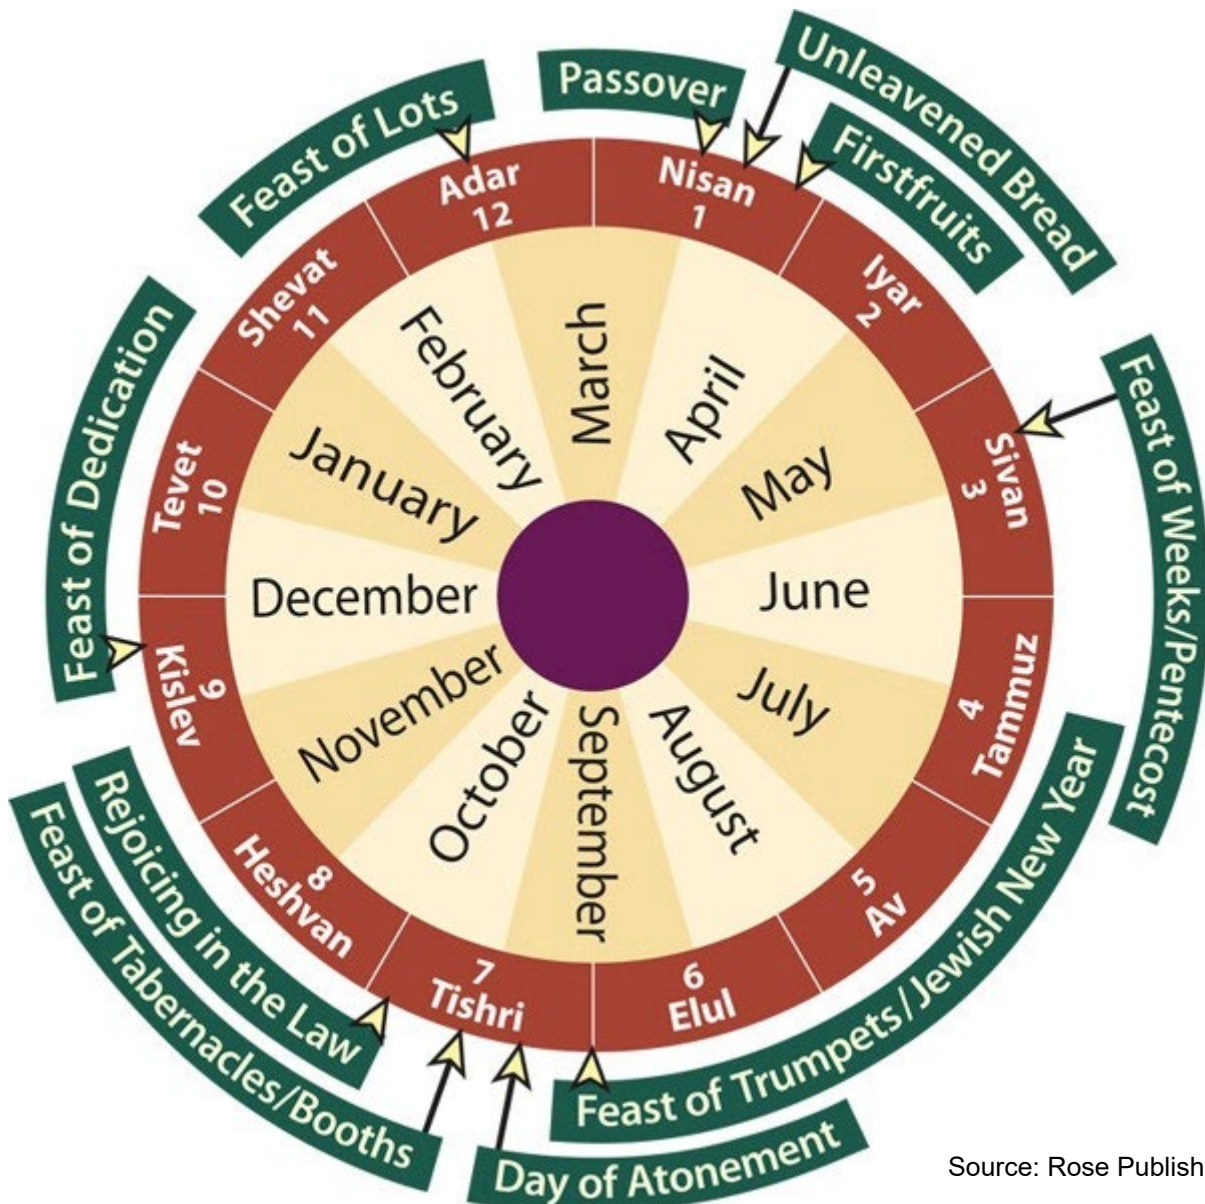 Passover
Unleavened Bread
Firstfruits
Feast of Weeks/Pentecost
Feast of Trumpets/Jewish New Year
Day of Atonement
Feast of Tabernacles/Booths
Rejoicing in the Law
Feast of Dedication
Feast of Lots
Nisan
1
Iyar
2
Sivan
3
Tammuz
4
5
Av
6
Elul
7
Tishri
8
Heshvan
9
Kislev
Tevet
10
Shevat
11
Adar
12
March
April
May
June
July
August
September
October
November
December
January
February
Source: Rose Publish